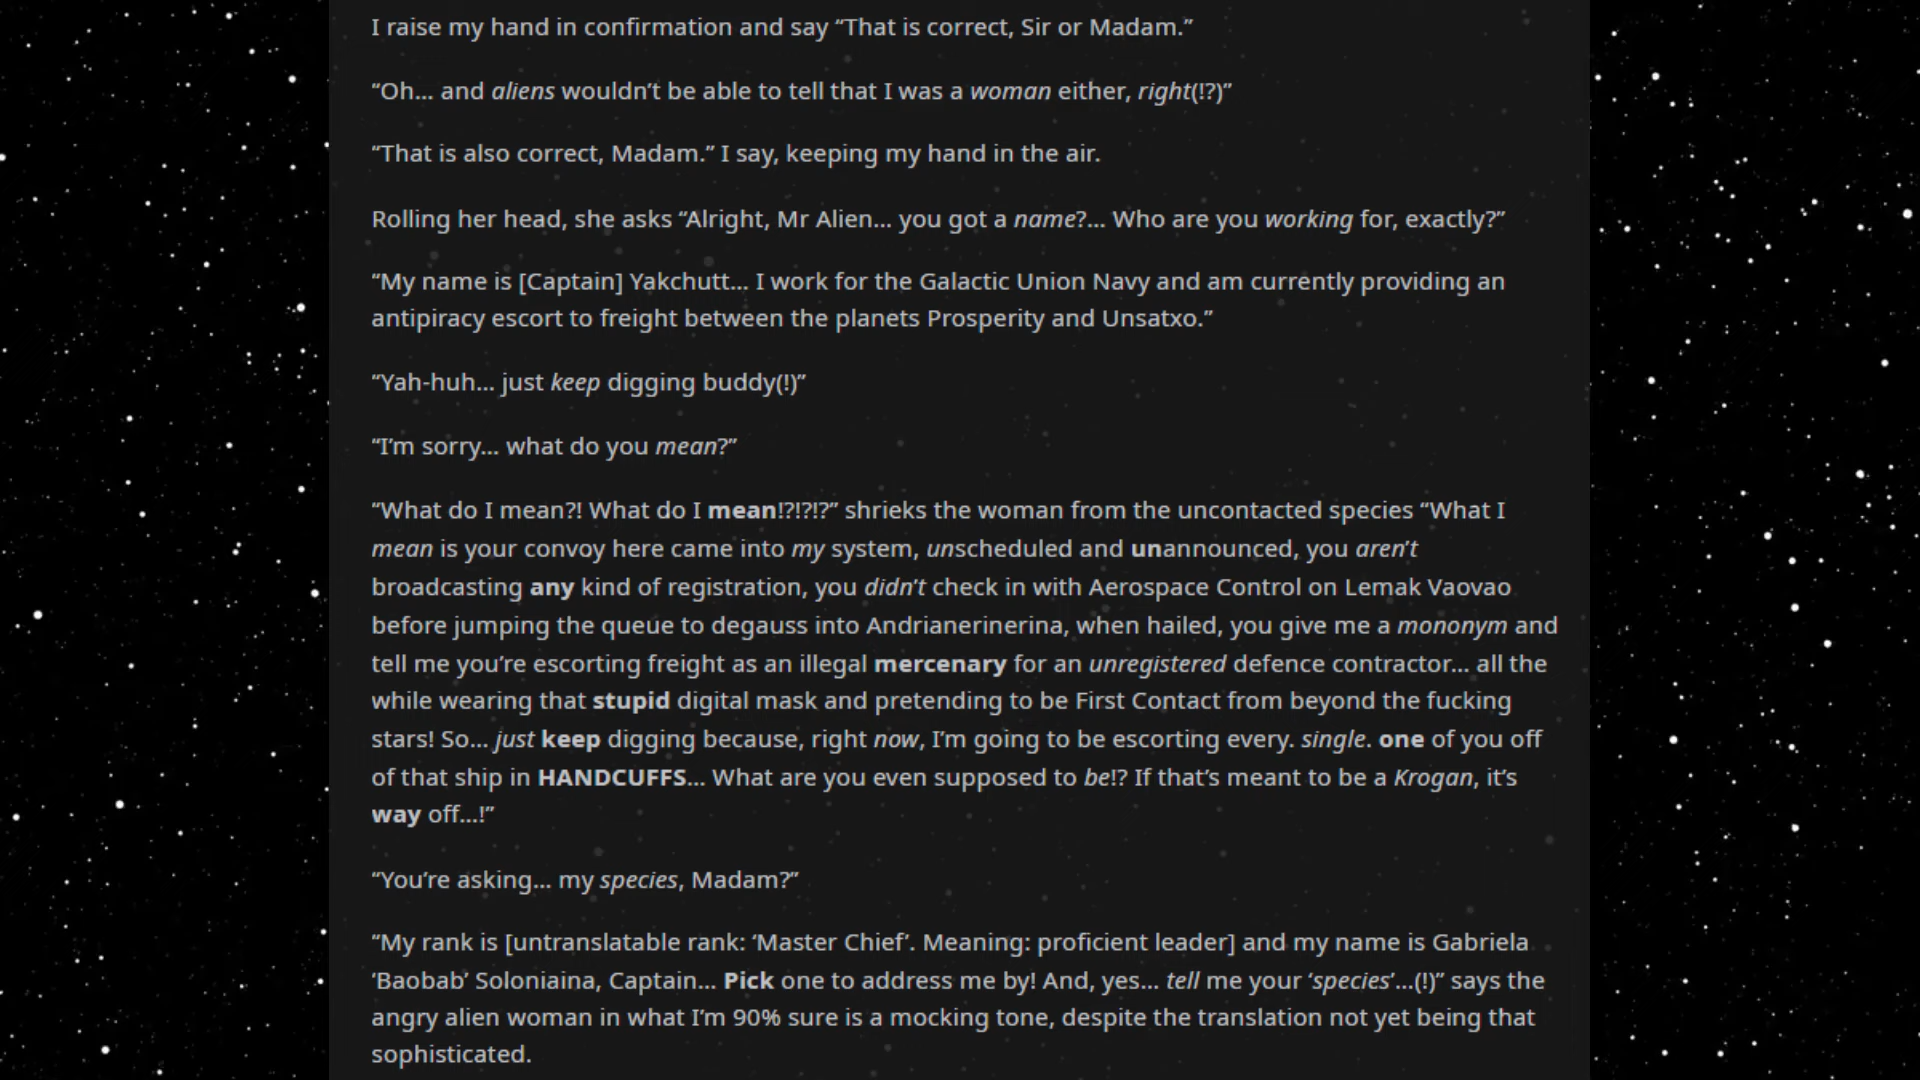 I raise my hand in confirmation and say “That is correct, Sir or Madam.”
“Oh… and aliens wouldn’t be able to tell that I was a woman either, right(!?)”
“That is also correct, Madam.” I say, keeping my hand in the air.
Rolling her head, she asks “Alright, Mr Alien… you got a name?… Who are you working for, exactly?”
“My name is [Captain] Yakchutt… I work for the Galactic Union Navy and am currently providing an
antipiracy escort to freight between the planets Prosperity and Unsatxo.”
“Yah-huh… just keep digging buddy(!)”
“I’m sorry… what do you mean?”
“What do I mean?! What do I mean!?!?!?” shrieks the woman from the uncontacted species “What I
mean is your convoy here came into my system, unscheduled and unannounced, you aren’t
broadcasting any kind of registration, you didn’t check in with Aerospace Control on Lemak Vaovao
before jumping the queue to degauss into Andrianerinerina, when hailed, you give me a mononym and
tell me you’re escorting freight as an illegal mercenary for an unregistered defence contractor… all the
while wearing that stupid digital mask and pretending to be First Contact from beyond the fucking
stars! So… just keep digging because, right now, I’m going to be escorting every. single. one of you off
of that ship in HANDCUFFS… What are you even supposed to be!? If that’s meant to be a Krogan, it’s
way off…!”
“You’re asking… my species, Madam?”
“My rank is [untranslatable rank: ‘Master Chief’. Meaning: proficient leader] and my name is Gabriela
‘Baobab’ Soloniaina, Captain… Pick one to address me by! And, yes… tell me your ‘species’…(!)” says the
angry alien woman in what I’m 90% sure is a mocking tone, despite the translation not yet being that
sophisticated.